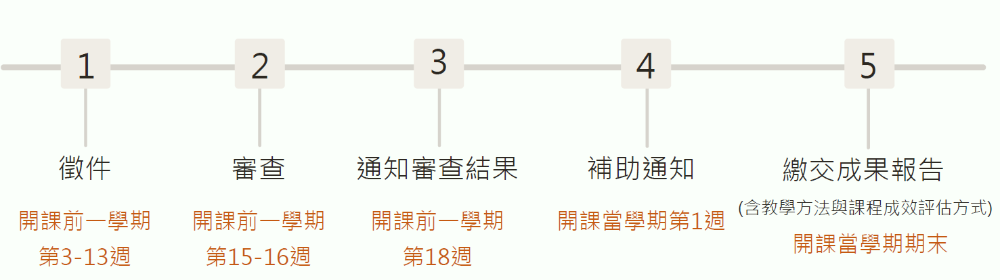 1
徵件
開課前一學期
第3-13週
2
審查
開課前一學期
第15-16週
3
通知審查結果
開課前一學期
第18週
4
補助通知
開課當學期第1週
5
繳交成果報告
(含教學方法與課程成效評估方式)
開課當學期期末